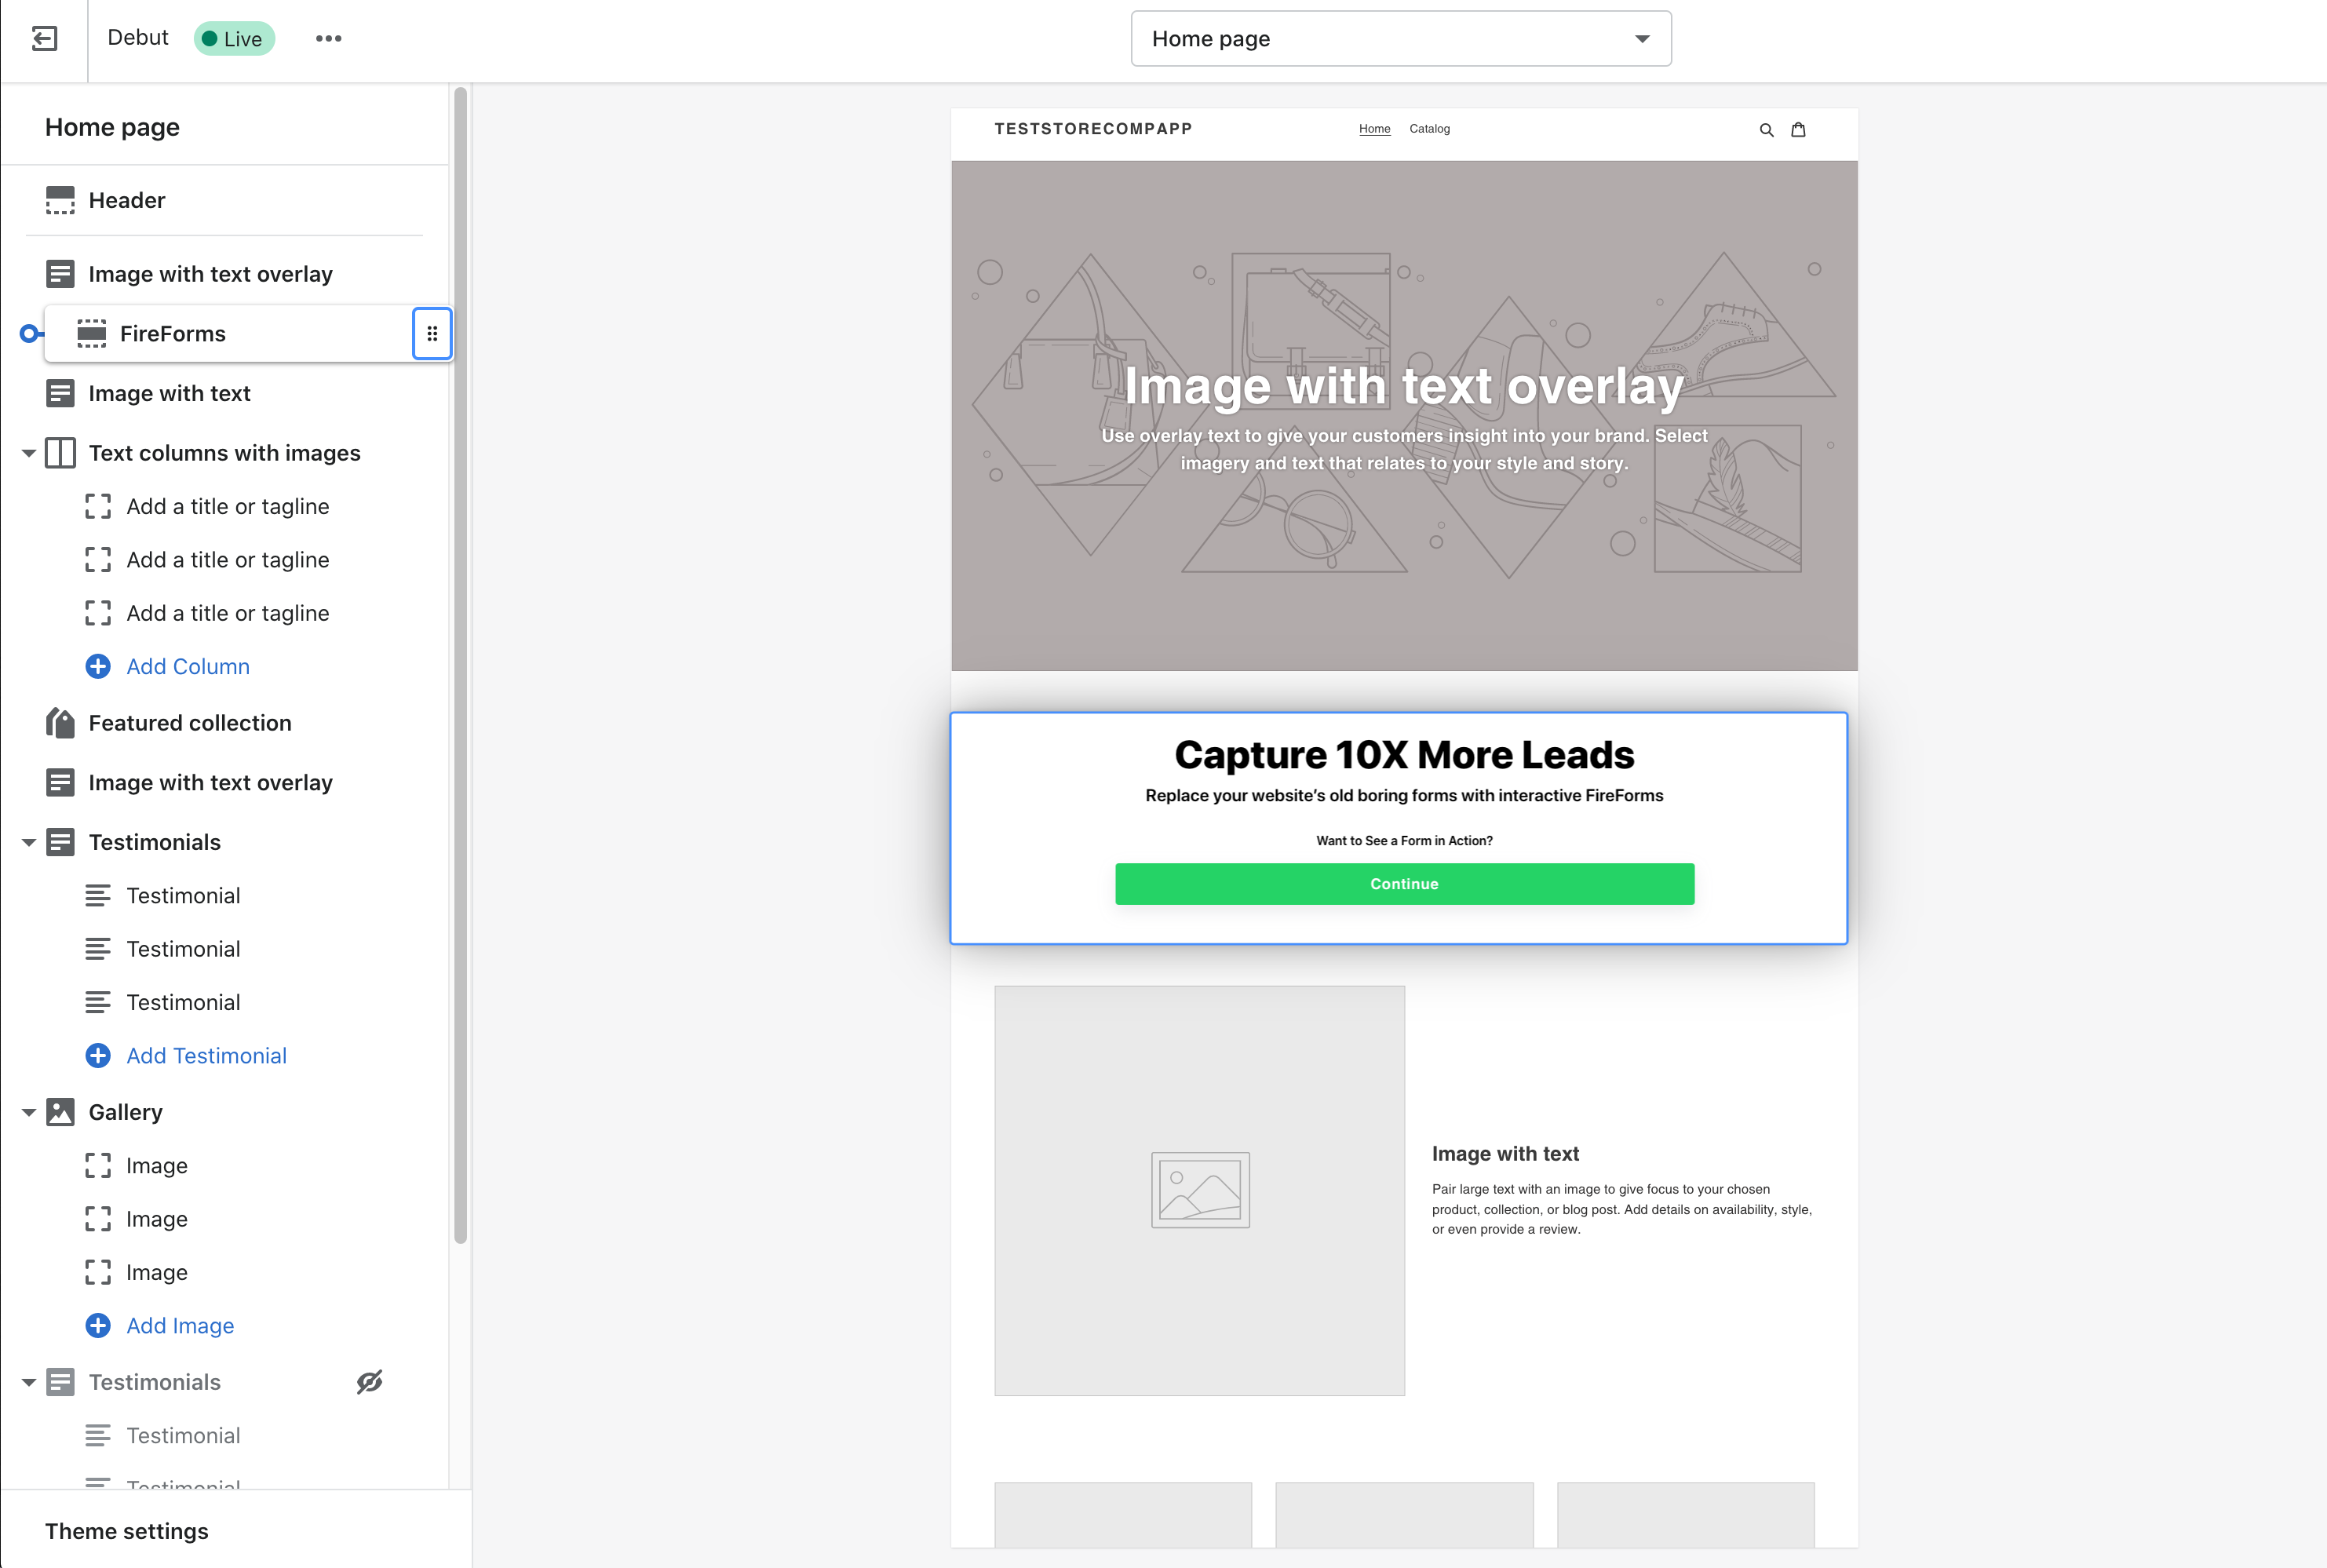 Debut
Live
Home page
Home page
Header
Image with text overlay
FireForms
Image with text
Text columns with images
Add a title or tagline
Add a title or tagline
Add a title or tagline
Add Column
Featured collection
Image with text overlay
Testimonials
Testimonial
Testimonial
Testimonial
Add Testimonial
Gallery
Image
Image
Image
Add Image
Testimonials
Testimonial
Testimonial
Theme settings
TESTSTORECOMPAPP
Home Catalog
Image with text overlay
Use overlay text to give your customers insight into your brand. Select
imagery and text that relates to your style and story.
Capture 10X More Leads
Replace your website's old boring forms with interactive FireForms
Want to See a Form in Action?
Continue
Image with text
Pair large text with an image to give focus to your chosen
product, collection, or blog post. Add details on availability, style,
or even provide a review.